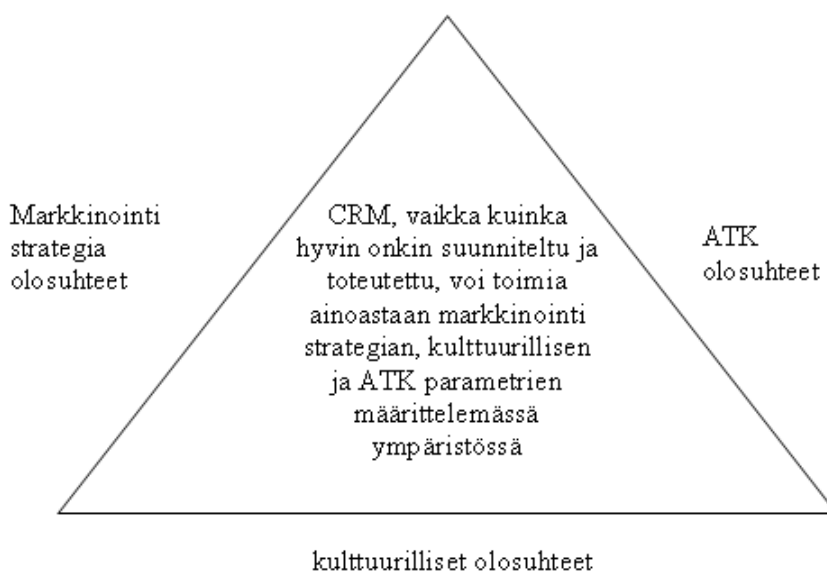 Markkinointi
strategia
olosuhteet
CRM, vaikka kuinka
hyvin onkin suunniteltu ja
toteutettu, voi toimia
ainoastaan markkinointi
strategian, kulttuurillisen
ja ATK parametrien
määrittelemässä
ympäristössä
ATK
olosuhteet
kulttuurilliset olosuhteet